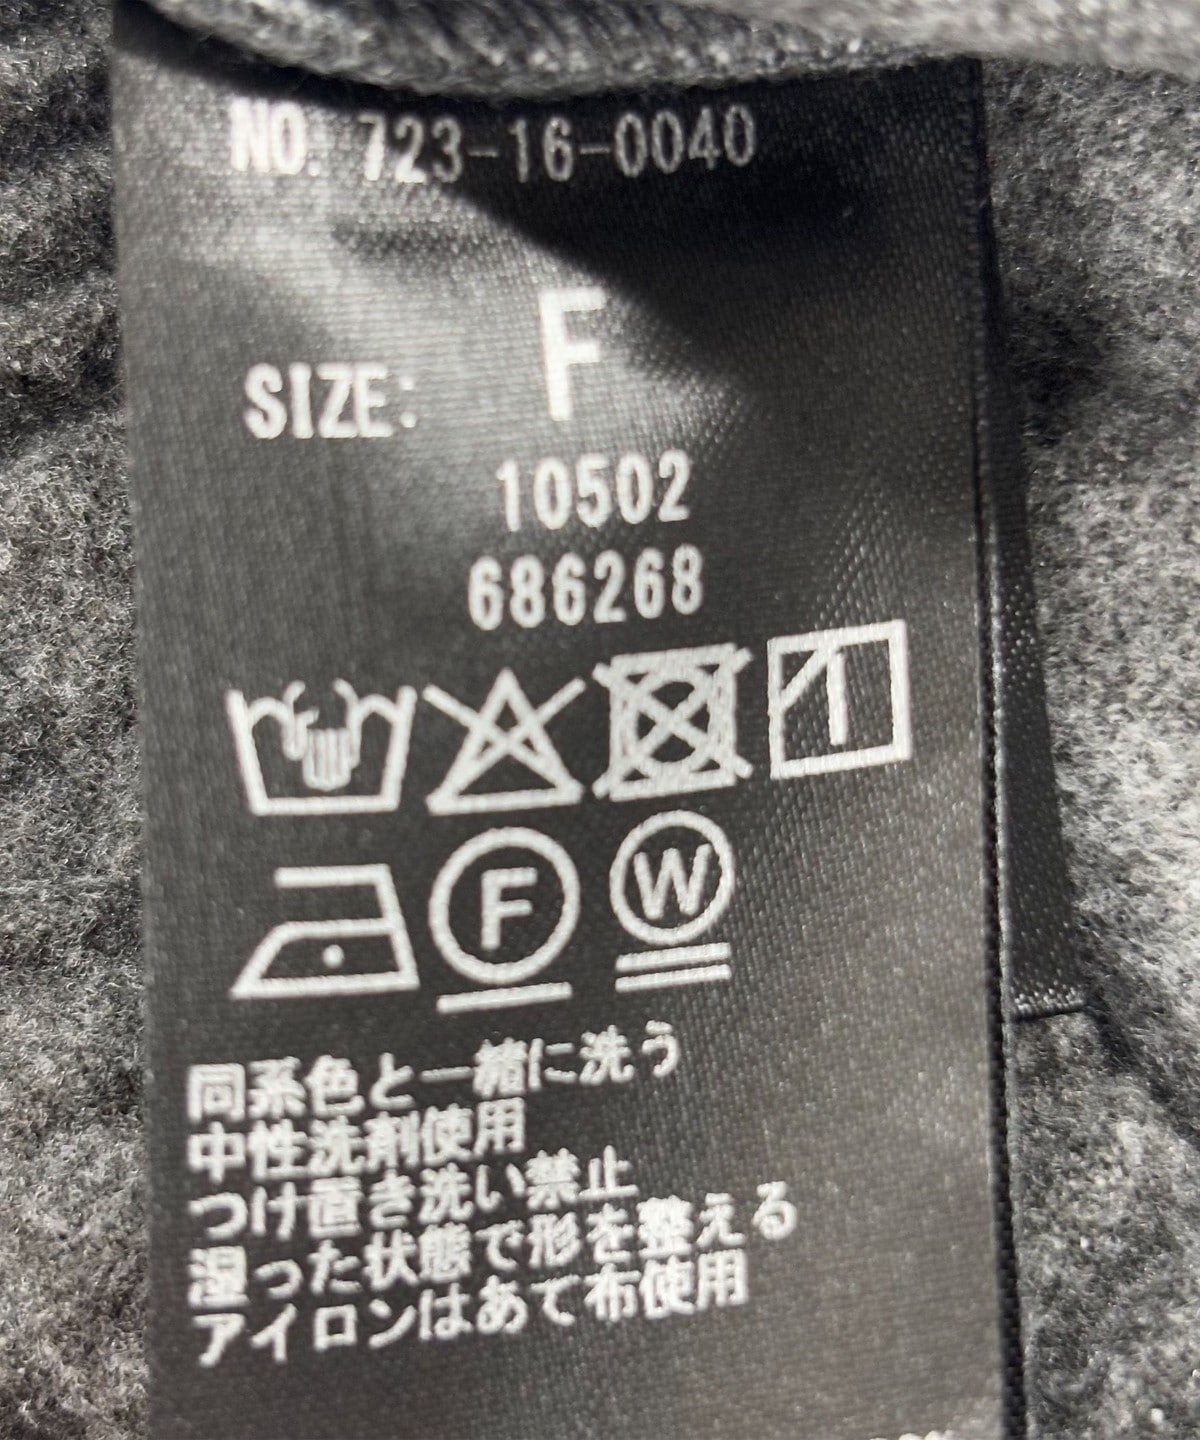 NO. 723-16-0040
SIZE: F
10502
686268
F
W
同系色と一緒に洗う
中性洗剤使用
つけ置き洗い禁止
湿った状態で形を整える
アイロンはあて布使用